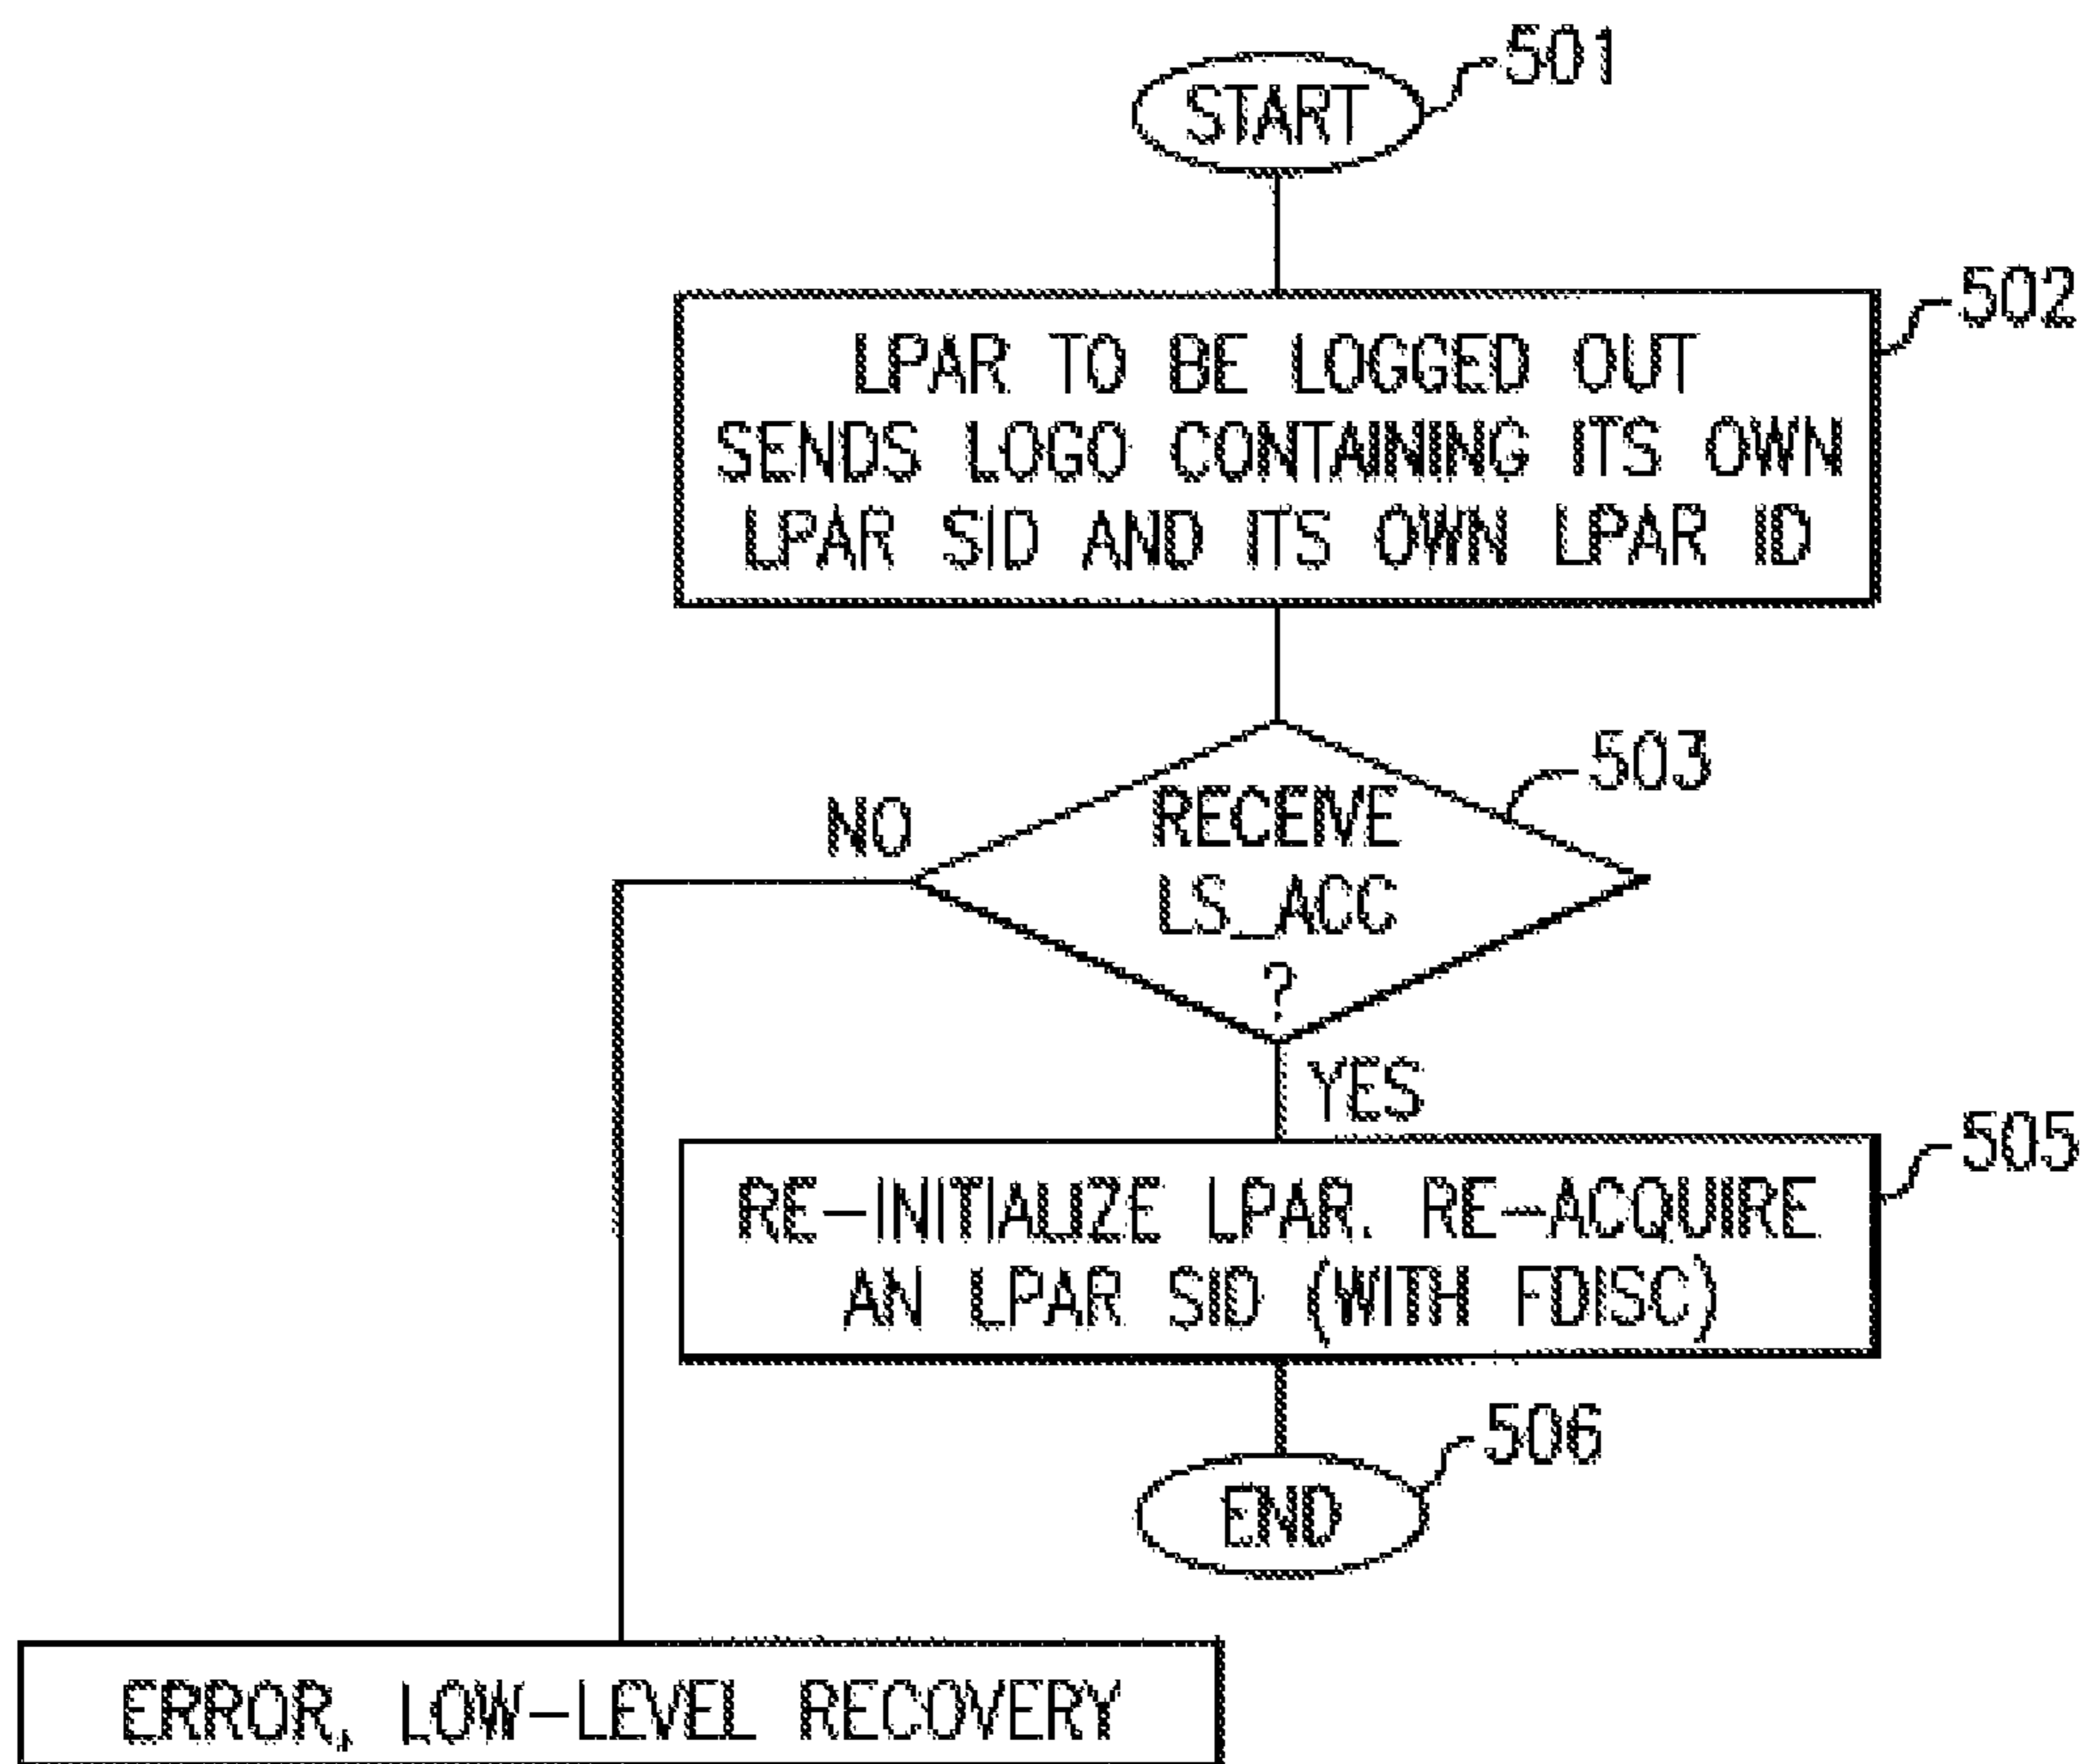 START
501
502
LPAR TO BE LOGGED OUT
SENDS LOGO CONTAINING ITS OWN
LPAR SID AND ITS OWN LPAR ID
503
NO
RECEIVE
LS_ACC
?
YES
505
RE-INITIALIZE LPAR. RE-ACQUIRE
AN LPAR SID (WITH FDISC)
506
END
ERROR, LOW-LEVEL RECOVERY